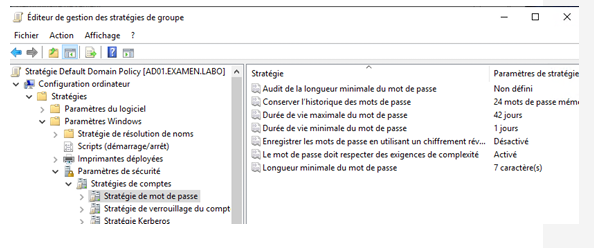 Éditeur de gestion des stratégies de groupe
Fichier Action Affichage ?
Stratégie Default Domain Policy [AD01.EXAMEN.LABO]
Configuration ordinateur
Stratégies
Paramètres du logiciel
Paramètres Windows
Stratégie de résolution de noms
Scripts (démarrage/arrêt)
Imprimantes déployées
Paramètres de sécurité
Stratégies de comptes
Stratégie de mot de passe
Stratégie de verrouillage du compt
Stratégie Kerberos
Stratégie Paramètres de stratégie
Audit de la longueur minimale du mot de passe Non défini
Conserver l'historique des mots de passe 24 mots de passe mém
Durée de vie maximale du mot de passe 42 jours
Durée de vie minimale du mot de passe 1 jours
Enregistrer les mots de passe en utilisant un chiffrement rév... Désactivé
Le mot de passe doit respecter des exigences de complexité Activé
Longueur minimale du mot de passe 7 caractère(s)